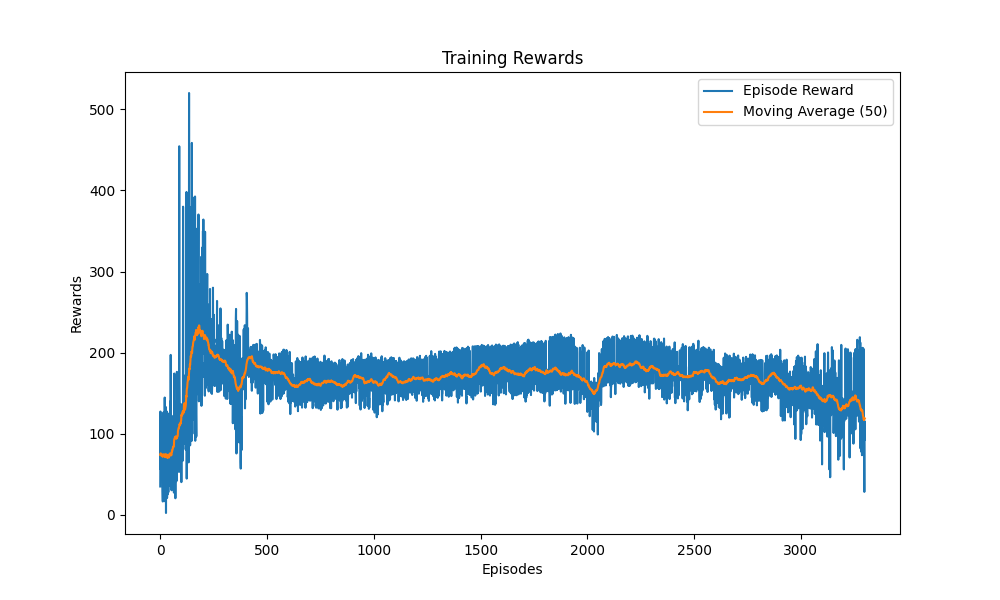 Training Rewards
Episode Reward
Moving Average (50)
Rewards
500
400
300
200
100
0
0 500 1000 1500 2000 2500 3000
Episodes